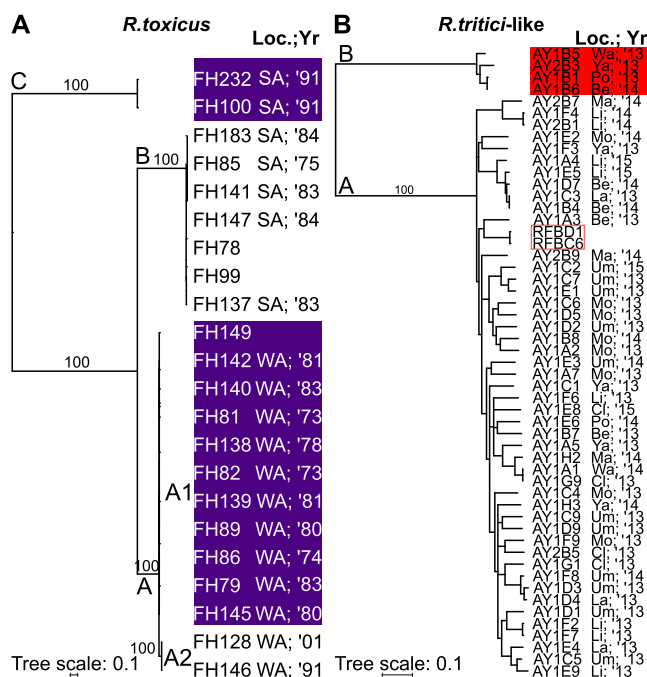 A R.toxicus
Loc.;Yr
C
100
FH232 SA; '91
FH100 SA; '91
B
100
FH183 SA; '84
FH85 SA; '75
FH141 SA; '83
FH147 SA; '84
FH78
FH99
FH137 SA; '83
100
FH149
FH142 WA; '81
FH140 WA; '83
FH81 WA; '73
FH138 WA; '78
FH82 WA; '73
A1
FH139 WA; '81
FH89 WA; '80
FH86 WA; '74
100
A
FH79 WA; '83
FH145 WA; '80
100
A2
FH128 WA; '01
FH146 WA; '91
Tree scale: 0.1
B R.tritici-like
Loc.; Yr
B
AY1B5 Wa; '13
AY2B3 Ya; '13
AY1B1 Po; '13
AY1B6 Be; '14
AY2B7 Ma; '14
AY1F4 Li; '14
AY2B1 Li; '14
AY1E2 Mo; '14
AY1F3 Ya; '13
AY1A4 Li; '15
AY1E5 Li; '15
A
100
AY1D7 Be; '14
AY1C3 La; '13
AY1B4 Be; '14
AY1A3 Be; '13
RFBD1
RFBC6
AY2B9 Ma; '14
AY1C2 Um; '15
AY1C7 Um; '13
AY1E1 Um; '13
AY1C6 Mo; '13
AY1D5 Mo; '13
AY1D2 Um; '13
AY1B8 Mo; '14
AY1A2 Mo; '13
AY1E3 Um; '14
AY1A7 Mo; '13
AY1C1 Ya; '13
AY1F6 Li; '13
AY1E8 Cl; '15
AY1E6 Po; '14
AY1B7 Be; '13
AY1A5 Ya; '13
AY1H2 Ma; '14
AY1A1 Wa; '14
AY1G9 Cl; '13
AY1C4 Mo; '13
AY1H3 Ya; '14
AY1C9 Um; '13
AY1D9 Um; '13
AY1F9 Mo; '13
AY2B5 Cl; '13
AY1G1 Cl; '13
AY1F8 Um; '14
AY1D3 Um; '13
AY1D4 La; '13
AY1D1 Um; '13
AY1F2 Li; '13
AY1F7 Li; '13
AY1E4 La; '13
AY1C5 Um; '13
AY1E9 Li; '13
Tree scale: 0.1